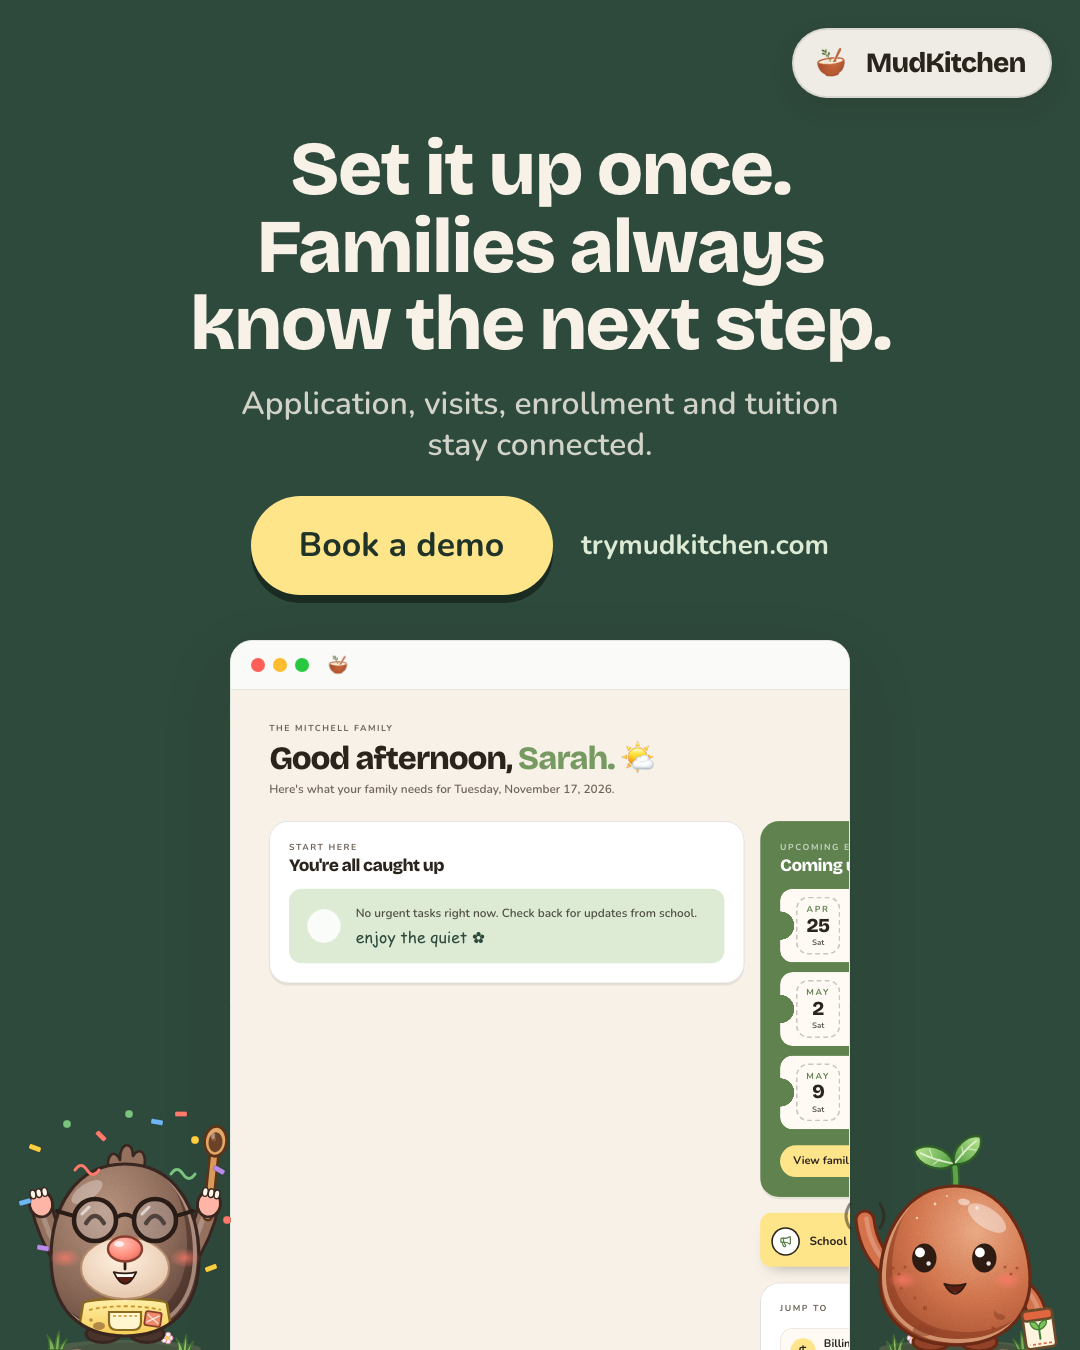 MudKitchen
Set it up once.
Families always
know the next step.
Application, visits, enrollment and tuition
stay connected.
Book a demo
trymudkitchen.com
THE MITCHELL FAMILY
Good afternoon, Sarah.
Here's what your family needs for Tuesday, November 17, 2026.
START HERE
You're all caught up
No urgent tasks right now. Check back for updates from school.
enjoy the quiet ✿
UPCOMING
Coming
APR
25
Sat
MAY
2
Sat
MAY
9
Sat
View
School
JUMP TO